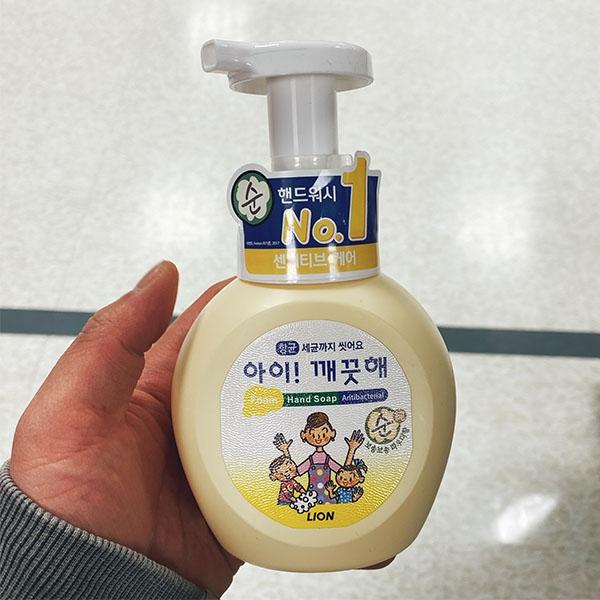 순
핸드워시
No.1
센서티브 케어
항균 세균까지 씻어요
아이! 깨끗해
Foam Hand Soap Antibacterial
순
LION